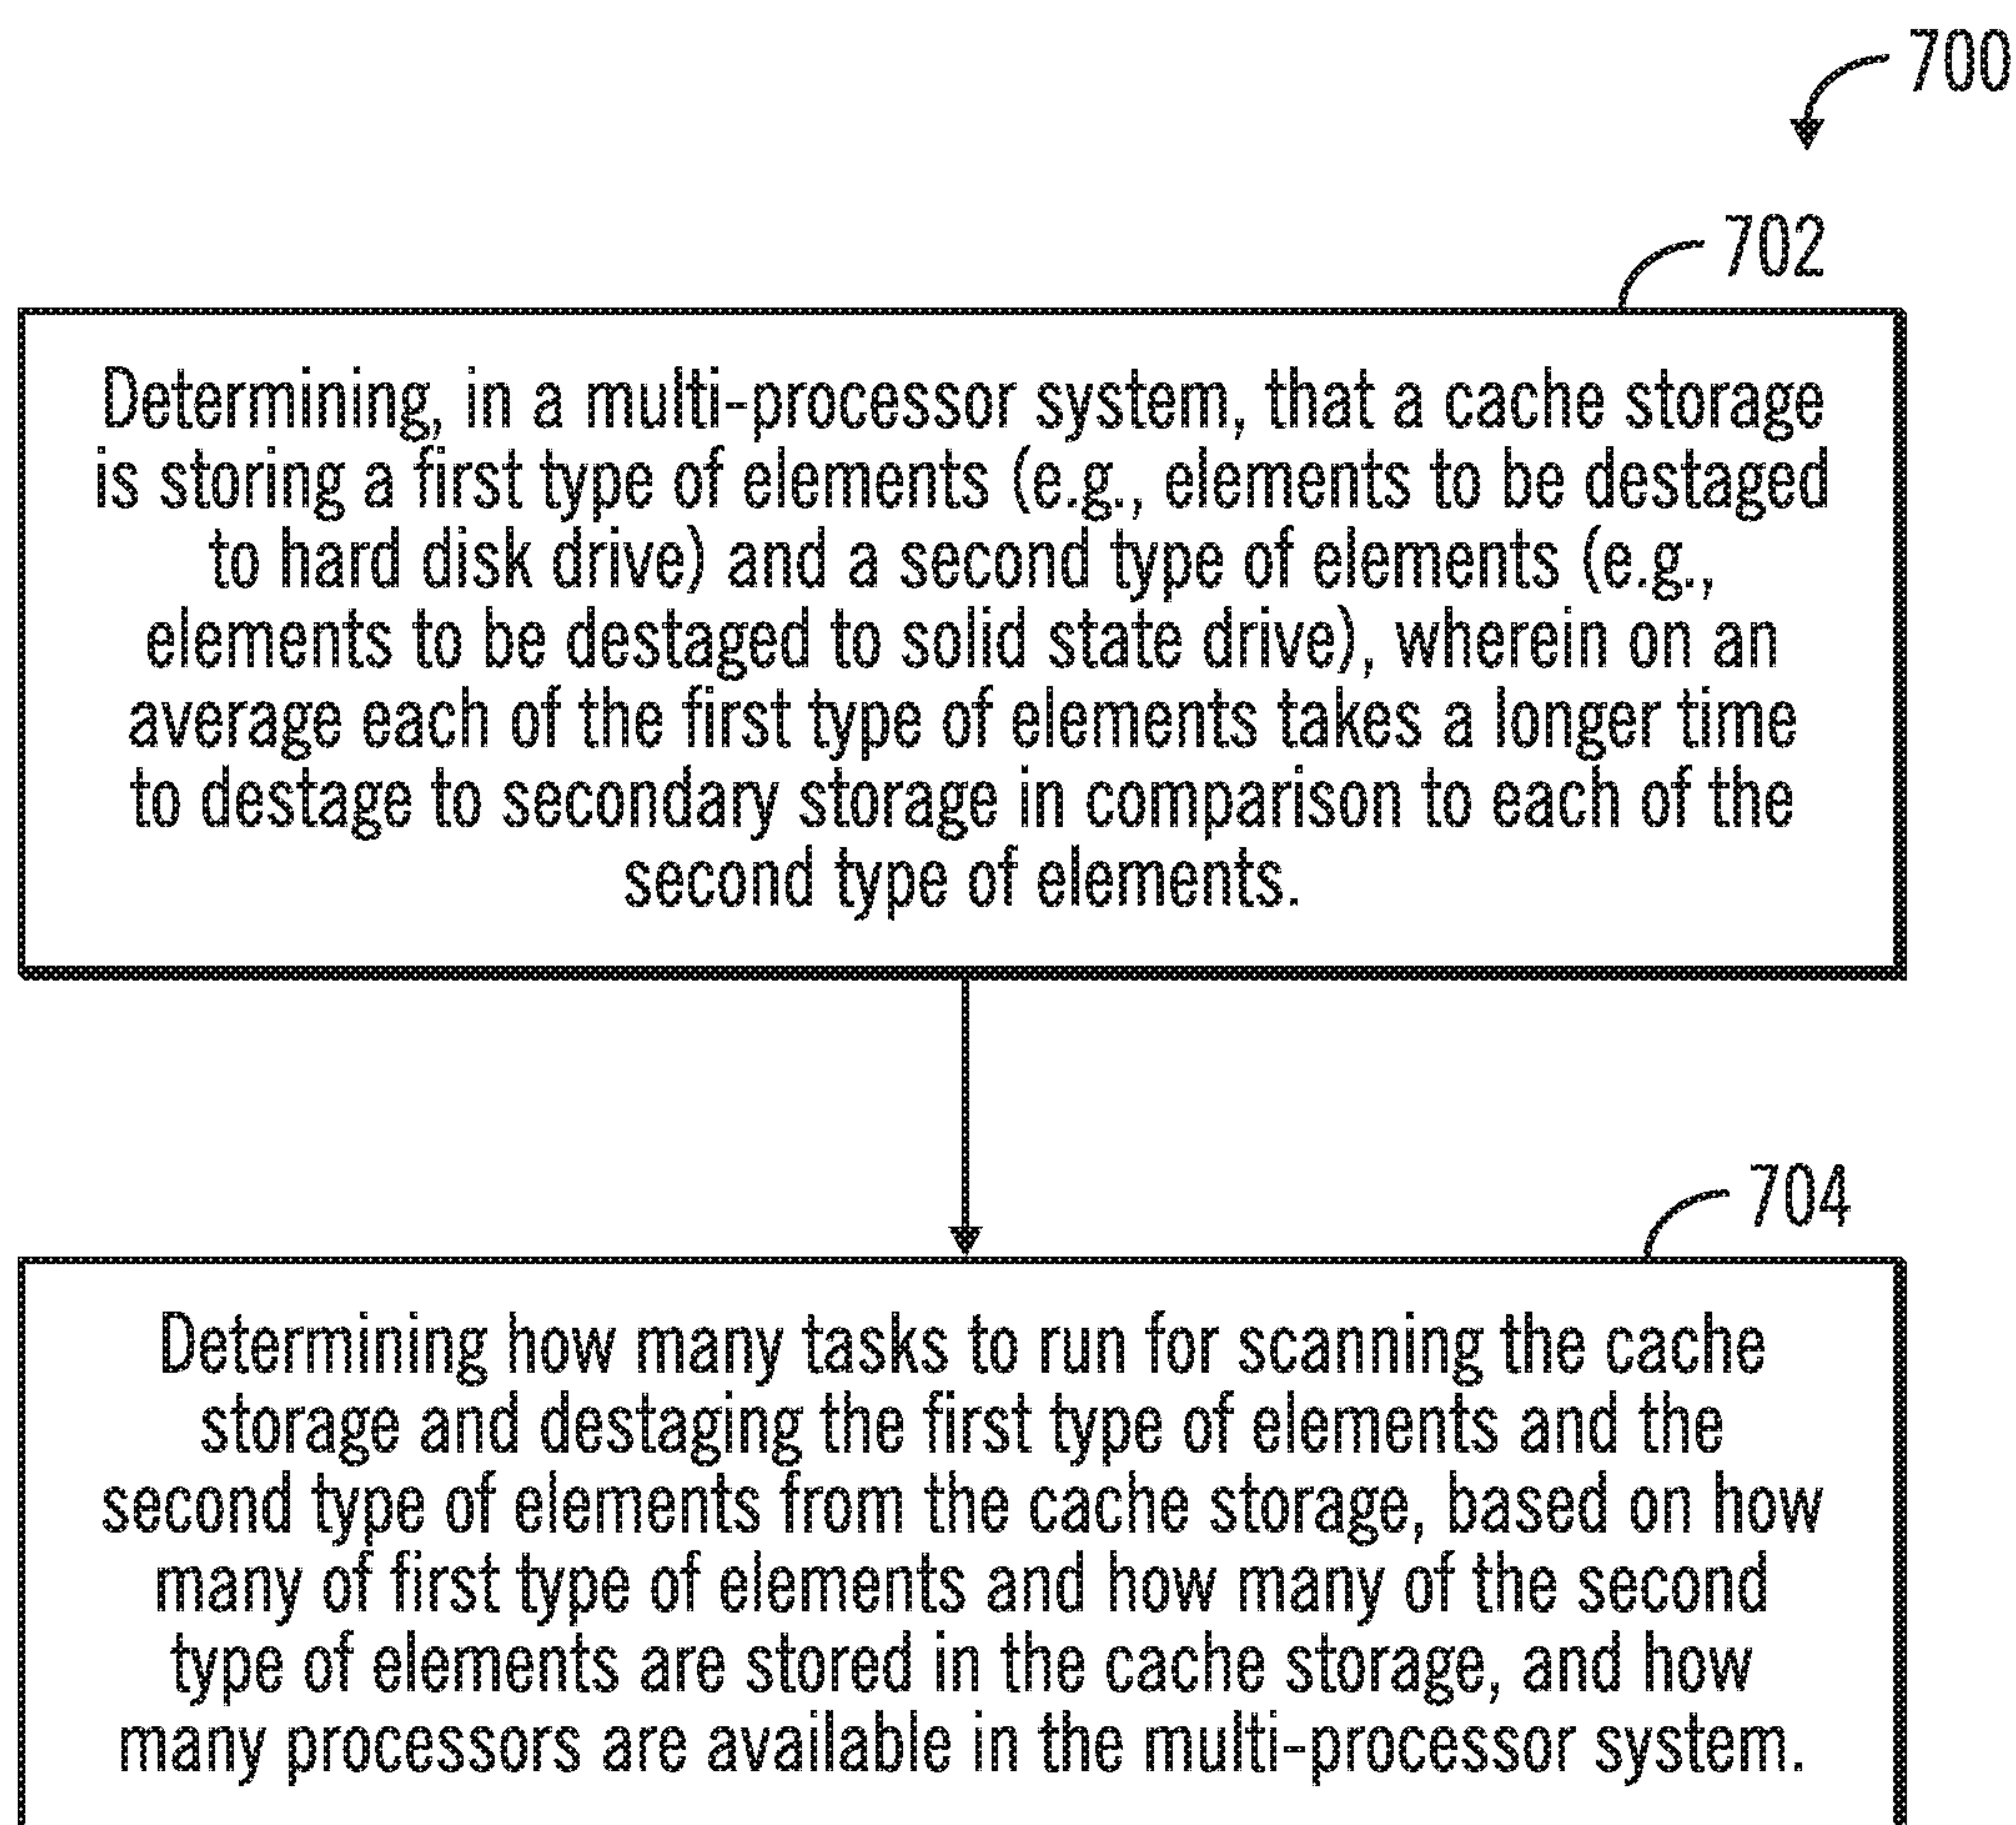 700
702
Determining, in a multi-processor system, that a cache storage
is storing a first type of elements (e.g., elements to be destaged
to hard disk drive) and a second type of elements (e.g.,
elements to be destaged to solid state drive), wherein on an
average each of the first type of elements takes a longer time
to destage to secondary storage in comparison to each of the
second type of elements.
704
Determining how many tasks to run for scanning the cache
storage and destaging the first type of elements and the
second type of elements from the cache storage, based on how
many of first type of elements and how many of the second
type of elements are stored in the cache storage, and how
many processors are available in the multi-processor system.